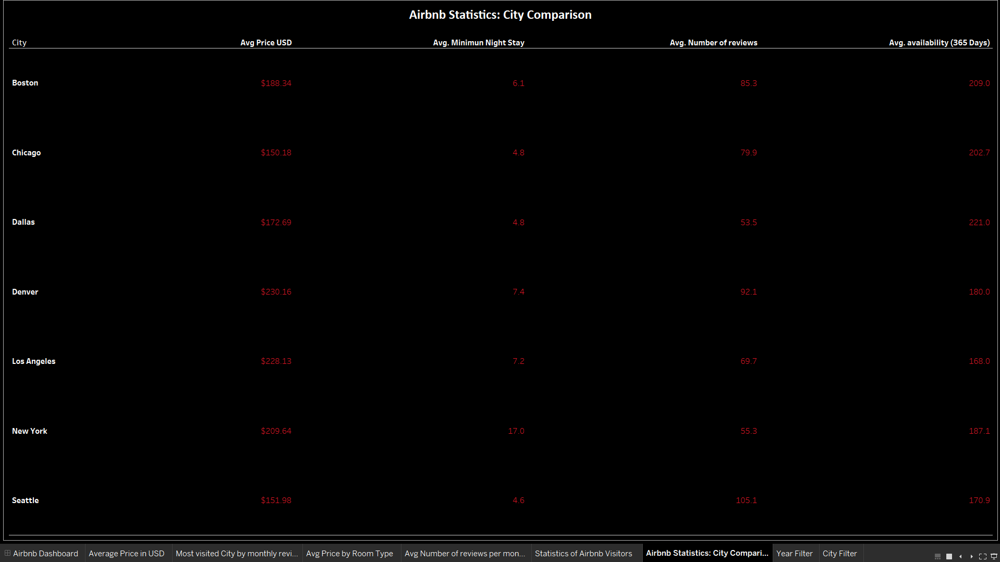 Airbnb Statistics: City Comparison
City Avg Price USD Avg. Minimun Night Stay Avg. Number of reviews Avg. availability (365 Days)
Boston $188.34 6.1 85.3 209.0
Chicago $150.18 4.8 79.9 202.7
Dallas $172.69 4.8 53.5 221.0
Denver $230.16 7.4 92.1 180.0
Los Angeles $228.13 7.2 69.7 168.0
New York $209.64 17.0 55.3 187.1
Seattle $151.98 4.6 105.1 170.9
Airbnb Dashboard Average Price in USD Most visited City by monthly revi... Avg Price by Room Type Avg Number of reviews per mon... Statistics of Airbnb Visitors Airbnb Statistics: City Compari... Year Filter City Filter